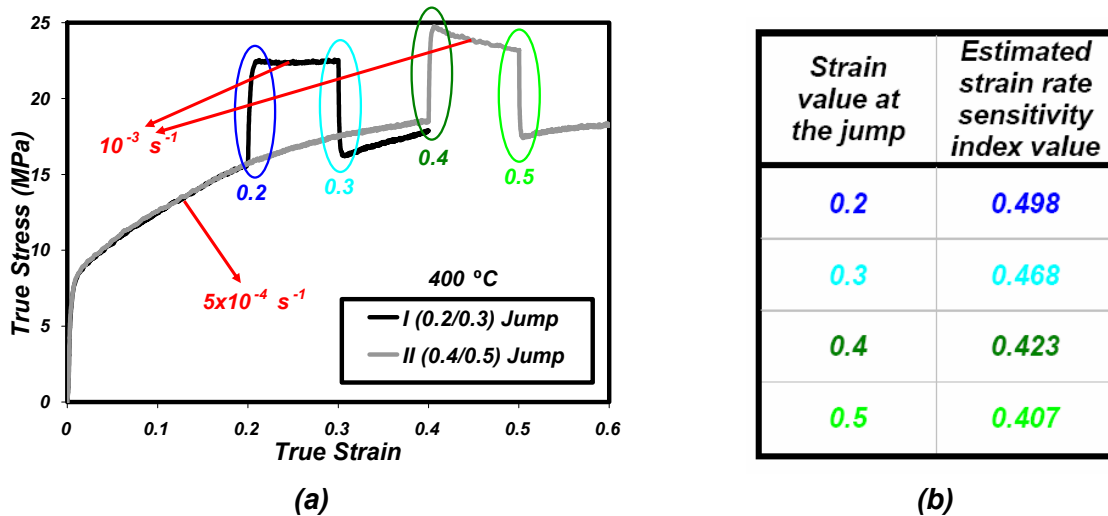 25
20
15
10
5
0
True Stress (MPa)
10⁻³ s⁻¹
0.2
0.3
0.4
0.5
5x10⁻⁴ s⁻¹
400 ºC
I (0.2/0.3) Jump
II (0.4/0.5) Jump
0 0.1 0.2 0.3 0.4 0.5 0.6
True Strain
(a)
Strain
value at
the jump
Estimated
strain rate
sensitivity
index value
0.2 0.498
0.3 0.468
0.4 0.423
0.5 0.407
(b)